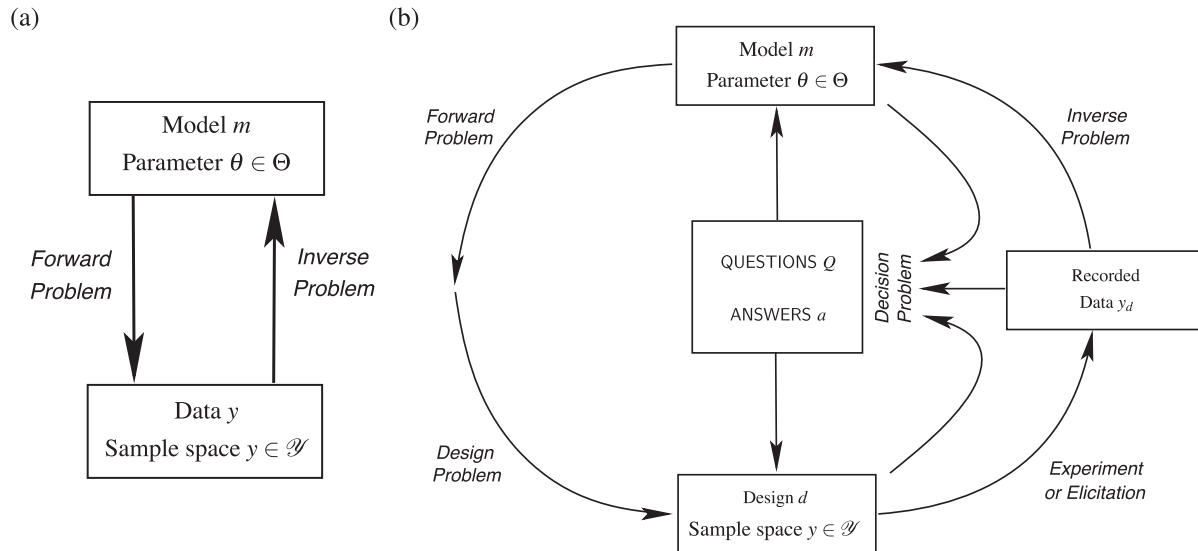 (a)
Model m
Parameter θ ∈ Θ
Forward
Problem
Inverse
Problem
Data y
Sample space y ∈ 𝒴
(b)
Model m
Parameter θ ∈ Θ
Forward
Problem
Inverse
Problem
QUESTIONS Q
ANSWERS a
Decision
Problem
Recorded
Data y_d
Design
Problem
Design d
Sample space y ∈ 𝒴
Experiment
or Elicitation